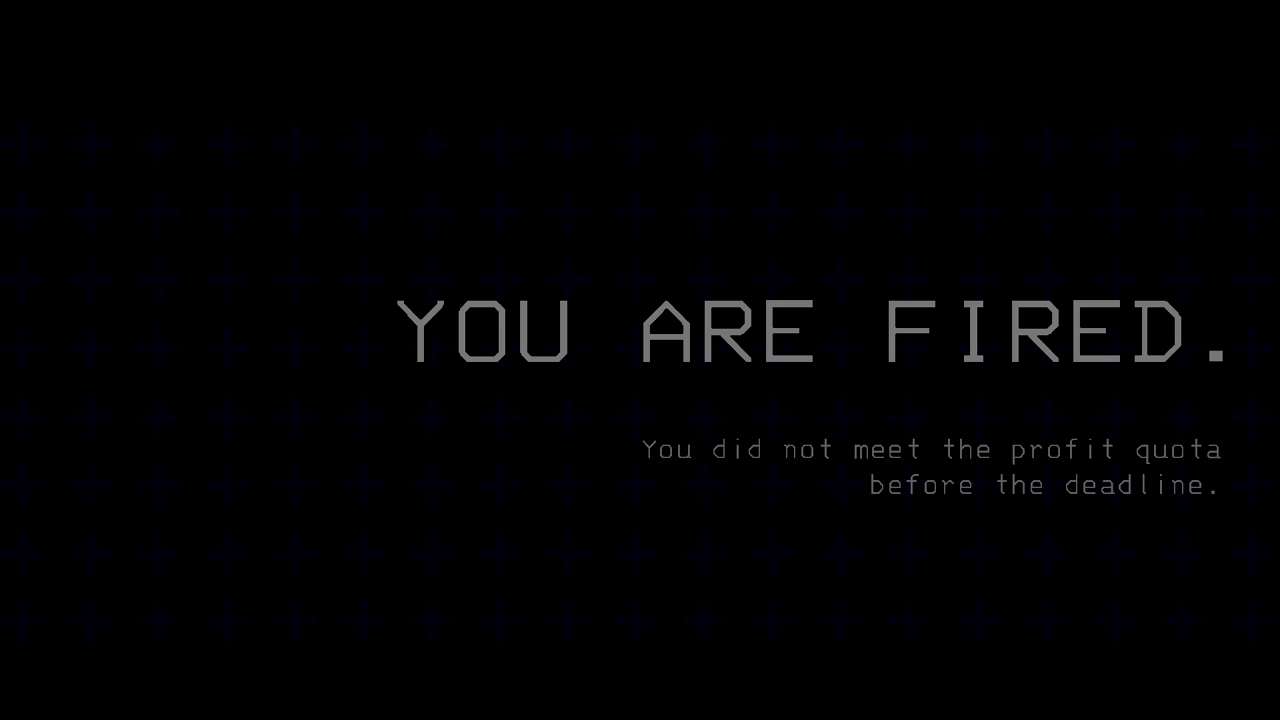 YOU ARE FIRED.
You did not meet the profit quota
before the deadline.